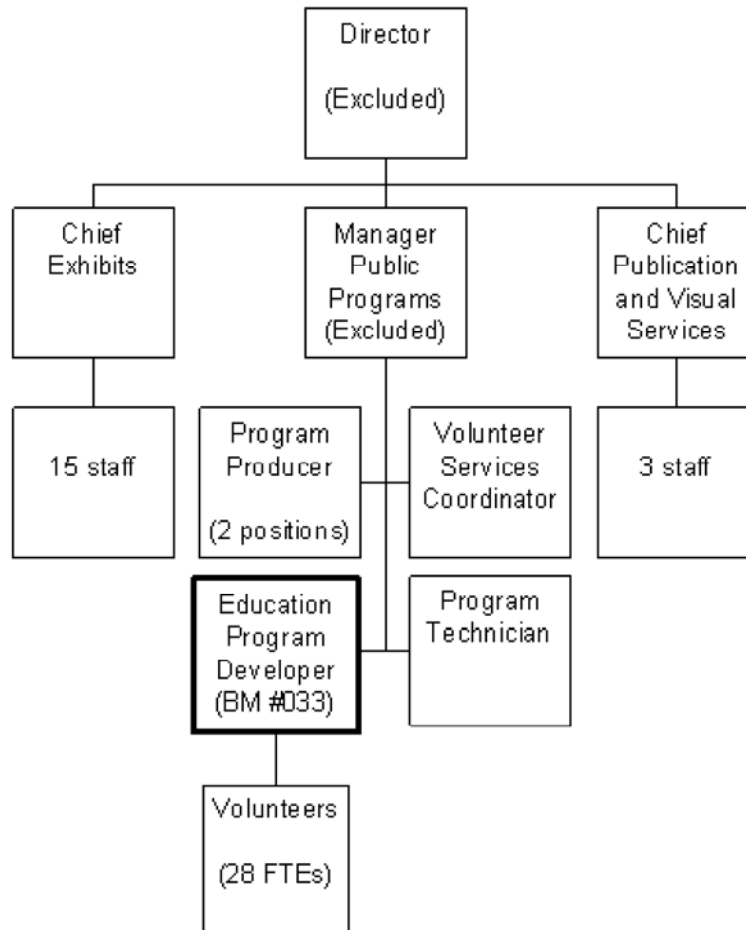 Director
(Excluded)
Chief
Exhibits
Manager
Public
Programs
(Excluded)
Chief
Publication
and Visual
Services
15 staff
Program
Producer
(2 positions)
Volunteer
Services
Coordinator
3 staff
Education
Program
Developer
(BM #033)
Program
Technician
Volunteers
(28 FTEs)